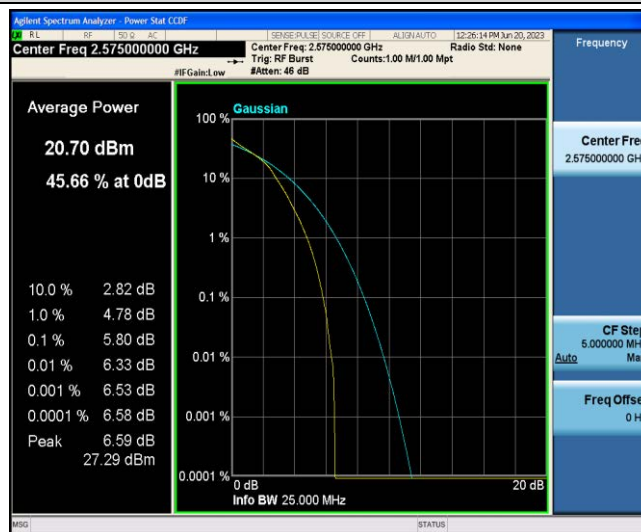 Agilent Spectrum Analyzer - Power Stat CCDF
RL RF 50 Ω AC SENSE:PULSE SOURCE OFF ALIGN AUTO 12:26:14 PM Jun 20, 2023
Center Freq 2.575000000 GHz
Center Freq: 2.575000000 GHz Radio Std: None
Trig: RF Burst Counts:1.00 M/1.00 Mpt
#IFGain:Low #Atten: 46 dB
Frequency
Average Power
20.70 dBm
45.66 % at 0dB
10.0 % 2.82 dB
1.0 % 4.78 dB
0.1 % 5.80 dB
0.01 % 6.33 dB
0.001 % 6.53 dB
0.0001 % 6.58 dB
Peak 6.59 dB
27.29 dBm
Gaussian
100 %
10 %
1 %
0.1 %
0.01 %
0.001 %
0.0001 %
0 dB 20 dB
Info BW 25.000 MHz
Center Fre
2.575000000 GH
CF Step
5.000000 MH
Auto Ma
Freq Offse
0 H
MSG STATUS